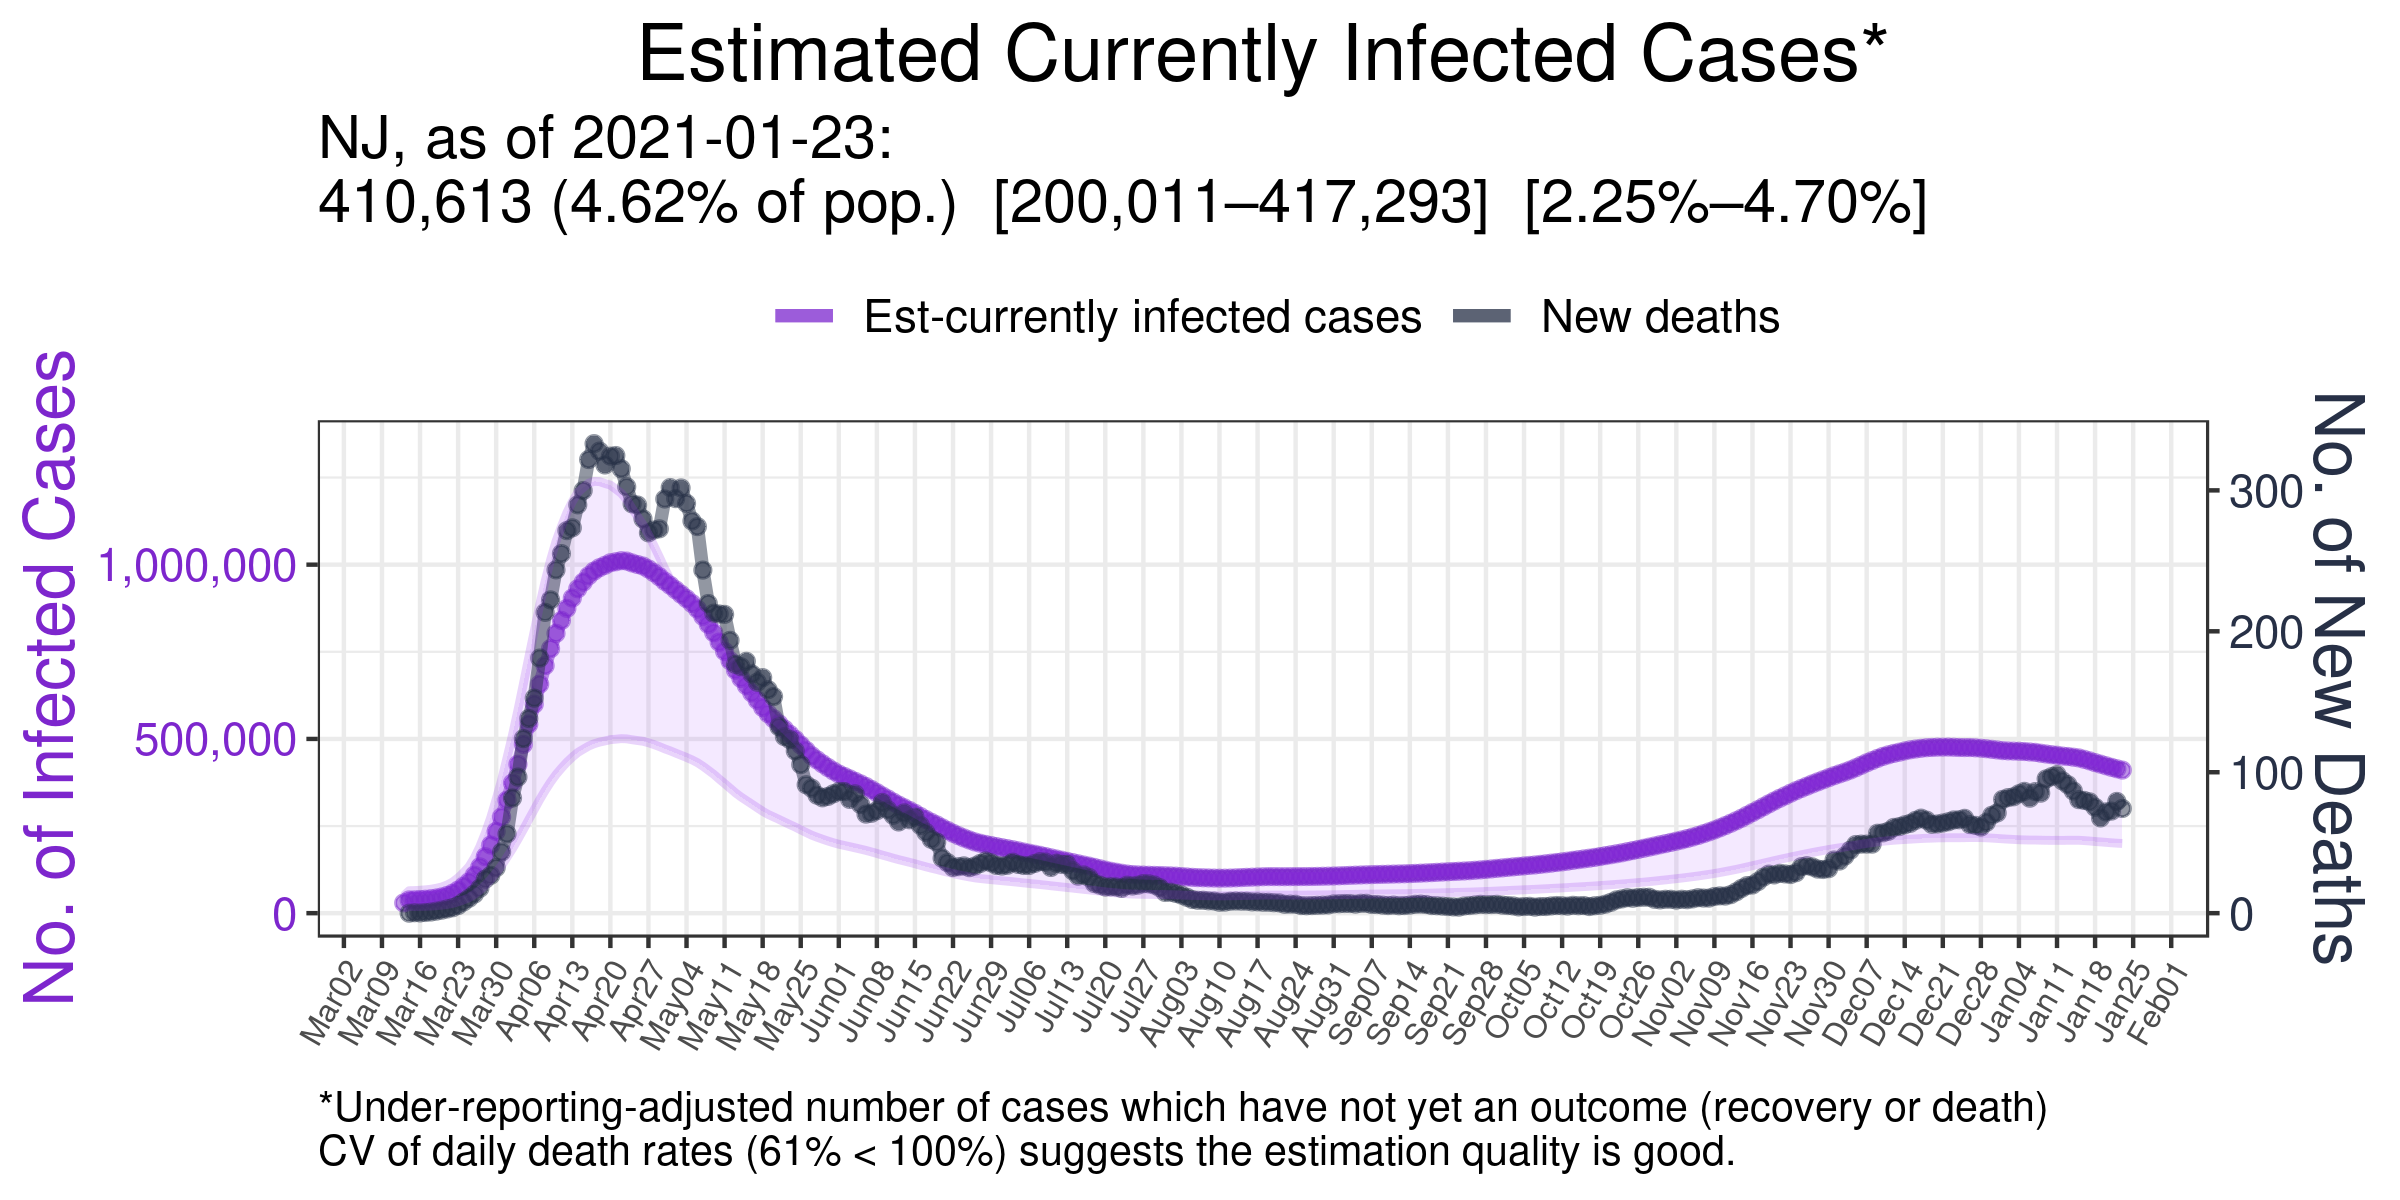 Estimated Currently Infected Cases*
NJ, as of 2021-01-23:
410,613 (4.62% of pop.)  [200,011–417,293]  [2.25%–4.70%]
Est-currently infected cases
New deaths
No. of Infected Cases
1,000,000
500,000
0
300
200
100
0
No. of New Deaths
Mar02
Mar09
Mar16
Mar23
Mar30
Apr06
Apr13
Apr20
Apr27
May04
May11
May18
May25
Jun01
Jun08
Jun15
Jun22
Jun29
Jul06
Jul13
Jul20
Jul27
Aug03
Aug10
Aug17
Aug24
Aug31
Sep07
Sep14
Sep21
Sep28
Oct05
Oct12
Oct19
Oct26
Nov02
Nov09
Nov16
Nov23
Nov30
Dec07
Dec14
Dec21
Dec28
Jan04
Jan11
Jan18
Jan25
Feb01
*Under-reporting-adjusted number of cases which have not yet an outcome (recovery or death)
CV of daily death rates (61% < 100%) suggests the estimation quality is good.